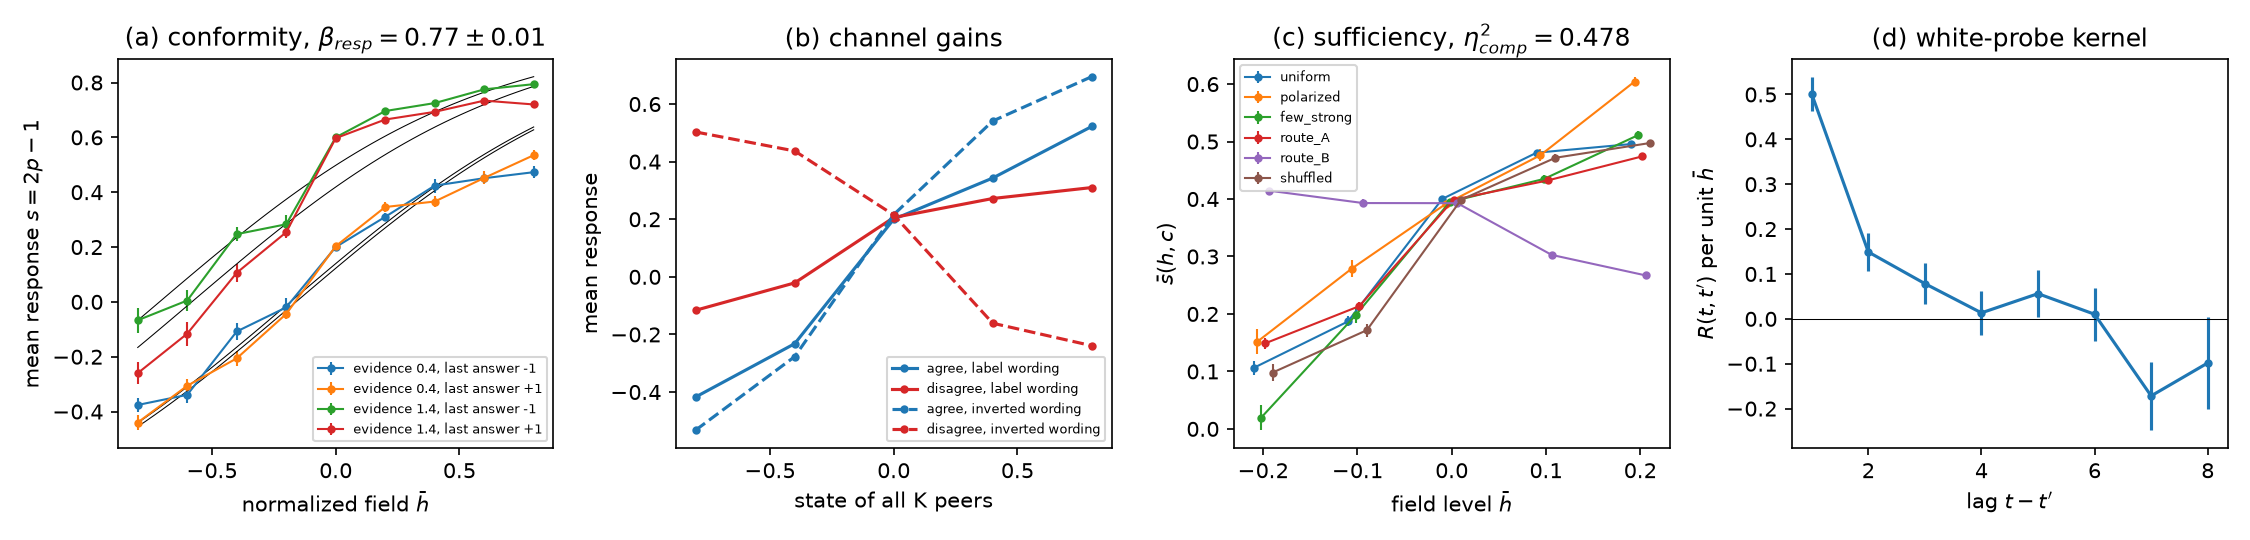 (a) conformity, β_resp = 0.77 ± 0.01
mean response s = 2p − 1
0.8
0.6
0.4
0.2
0.0
−0.2
−0.4
evidence 0.4, last answer -1
evidence 0.4, last answer +1
evidence 1.4, last answer -1
evidence 1.4, last answer +1
−0.5
0.0
0.5
normalized field h̄
(b) channel gains
mean response
0.6
0.4
0.2
0.0
−0.2
−0.4
agree, label wording
disagree, label wording
agree, inverted wording
disagree, inverted wording
−0.5
0.0
0.5
state of all K peers
(c) sufficiency, η²_comp = 0.478
s̄(h, c)
0.6
0.5
0.4
0.3
0.2
0.1
0.0
uniform
polarized
few_strong
route_A
route_B
shuffled
−0.2
−0.1
0.0
0.1
0.2
field level h̄
(d) white-probe kernel
R(t, t′) per unit h̄
0.5
0.4
0.3
0.2
0.1
0.0
−0.1
−0.2
2
4
6
8
lag t − t′